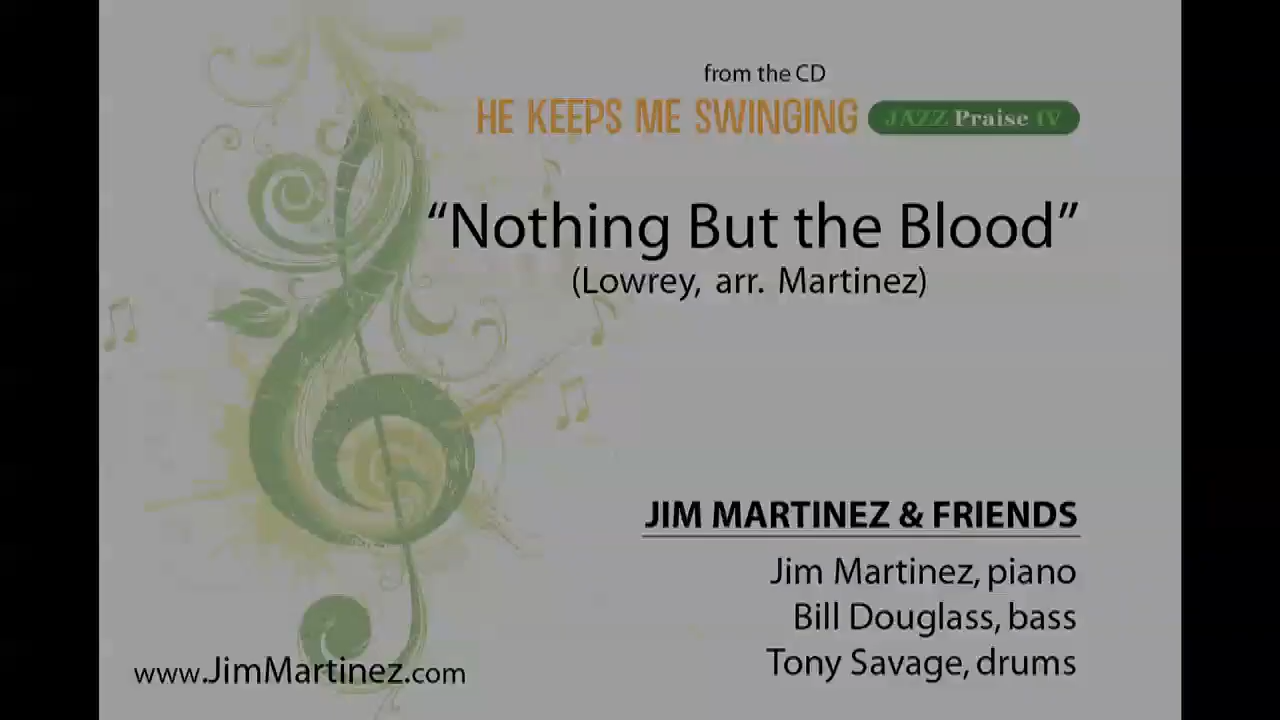 from the CD
HE KEEPS ME SWINGING JAZZ Praise IV
“Nothing But the Blood”
(Lowrey, arr. Martinez)
JIM MARTINEZ & FRIENDS
Jim Martinez, piano
Bill Douglass, bass
Tony Savage, drums
www.JimMartinez.com